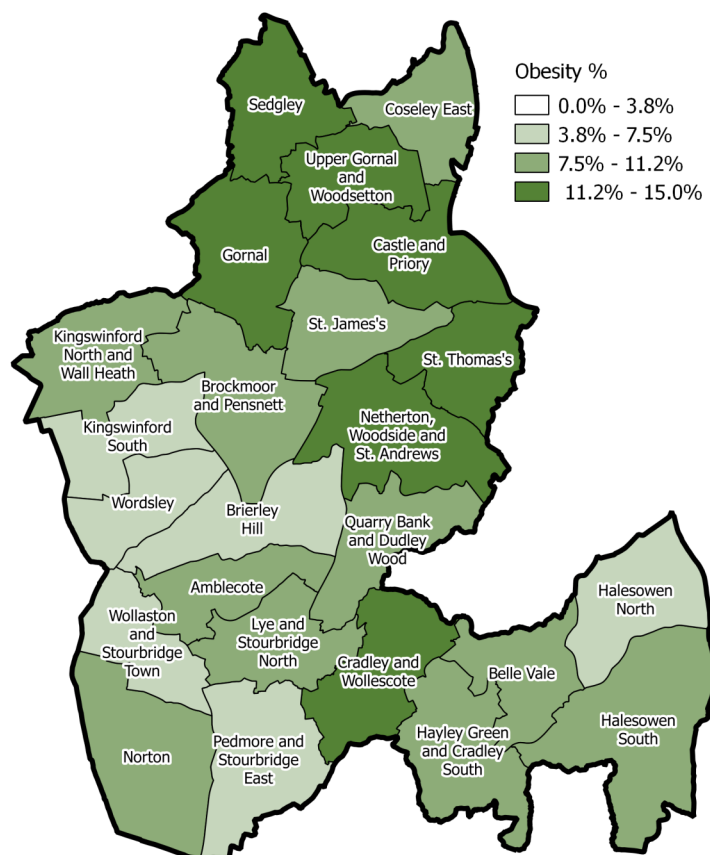 Obesity %
0.0% - 3.8%
3.8% - 7.5%
7.5% - 11.2%
11.2% - 15.0%
Sedgley
Coseley East
Upper Gornal
and
Woodsetton
Gornal
Castle and
Priory
St. James's
Kingswinford
North and
Wall Heath
St. Thomas's
Brockmoor
and Pensnett
Kingswinford
South
Netherton,
Woodside and
St. Andrews
Wordsley
Brierley
Hill
Quarry Bank
and Dudley
Wood
Amblecote
Halesowen
North
Wollaston
and
Stourbridge
Town
Lye and
Stourbridge
North
Cradley and
Wollescote
Belle Vale
Halesowen
South
Norton
Pedmore and
Stourbridge
East
Hayley Green
and Cradley
South